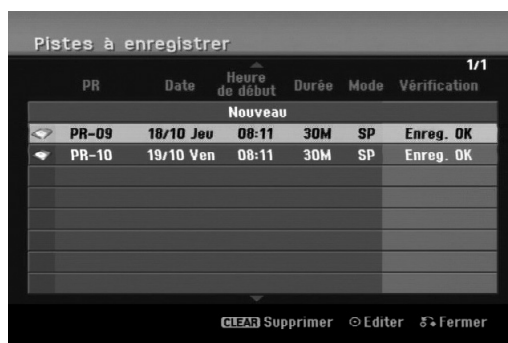 Pistes à enregistrer
1/1
PR Date Heure de début Durée Mode Vérification
Nouveau
PR-09 18/10 Jeu 08:11 30M SP Enreg. OK
PR-10 19/10 Ven 08:11 30M SP Enreg. OK
CLEAR Supprimer Editer Fermer